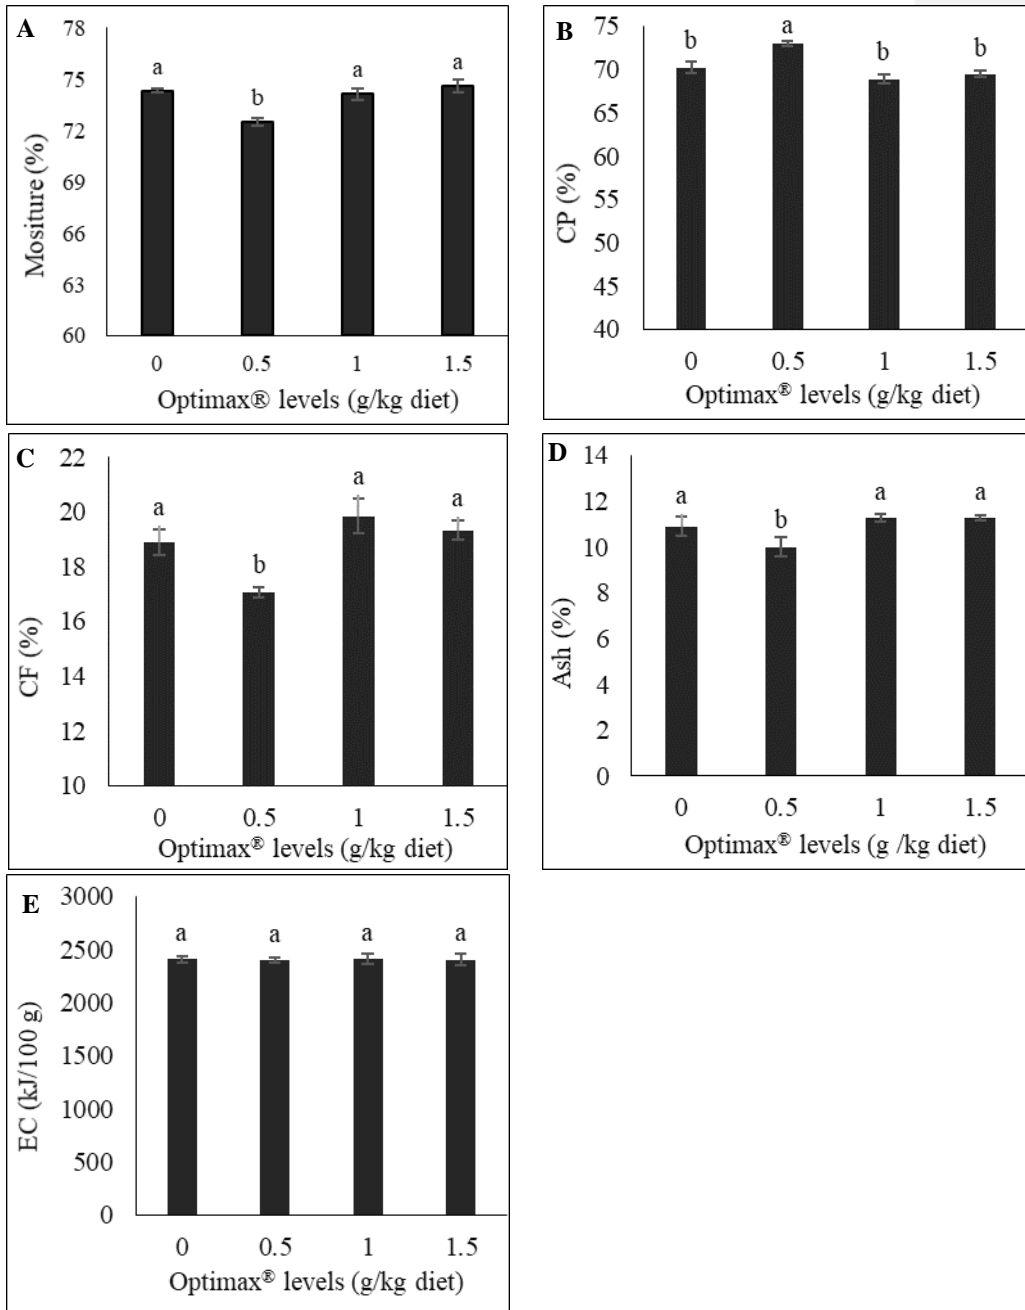 A
78
75
72
69
66
63
60
Mositure (%)
a
b
a
a
0 0.5 1 1.5
Optimax® levels (g/kg diet)
B
75
70
65
60
55
50
45
40
CP (%)
b
a
b
b
0 0.5 1 1.5
Optimax® levels (g/kg diet)
C
22
20
18
16
14
12
10
CF (%)
a
b
a
a
0 0.5 1 1.5
Optimax® levels (g/kg diet)
D
14
12
10
8
6
4
2
0
Ash (%)
a
b
a
a
0 0.5 1 1.5
Optimax® levels (g /kg diet)
E
3000
2500
2000
1500
1000
500
0
EC (kJ/100 g)
a
a
a
a
0 0.5 1 1.5
Optimax® levels (g/kg diet)